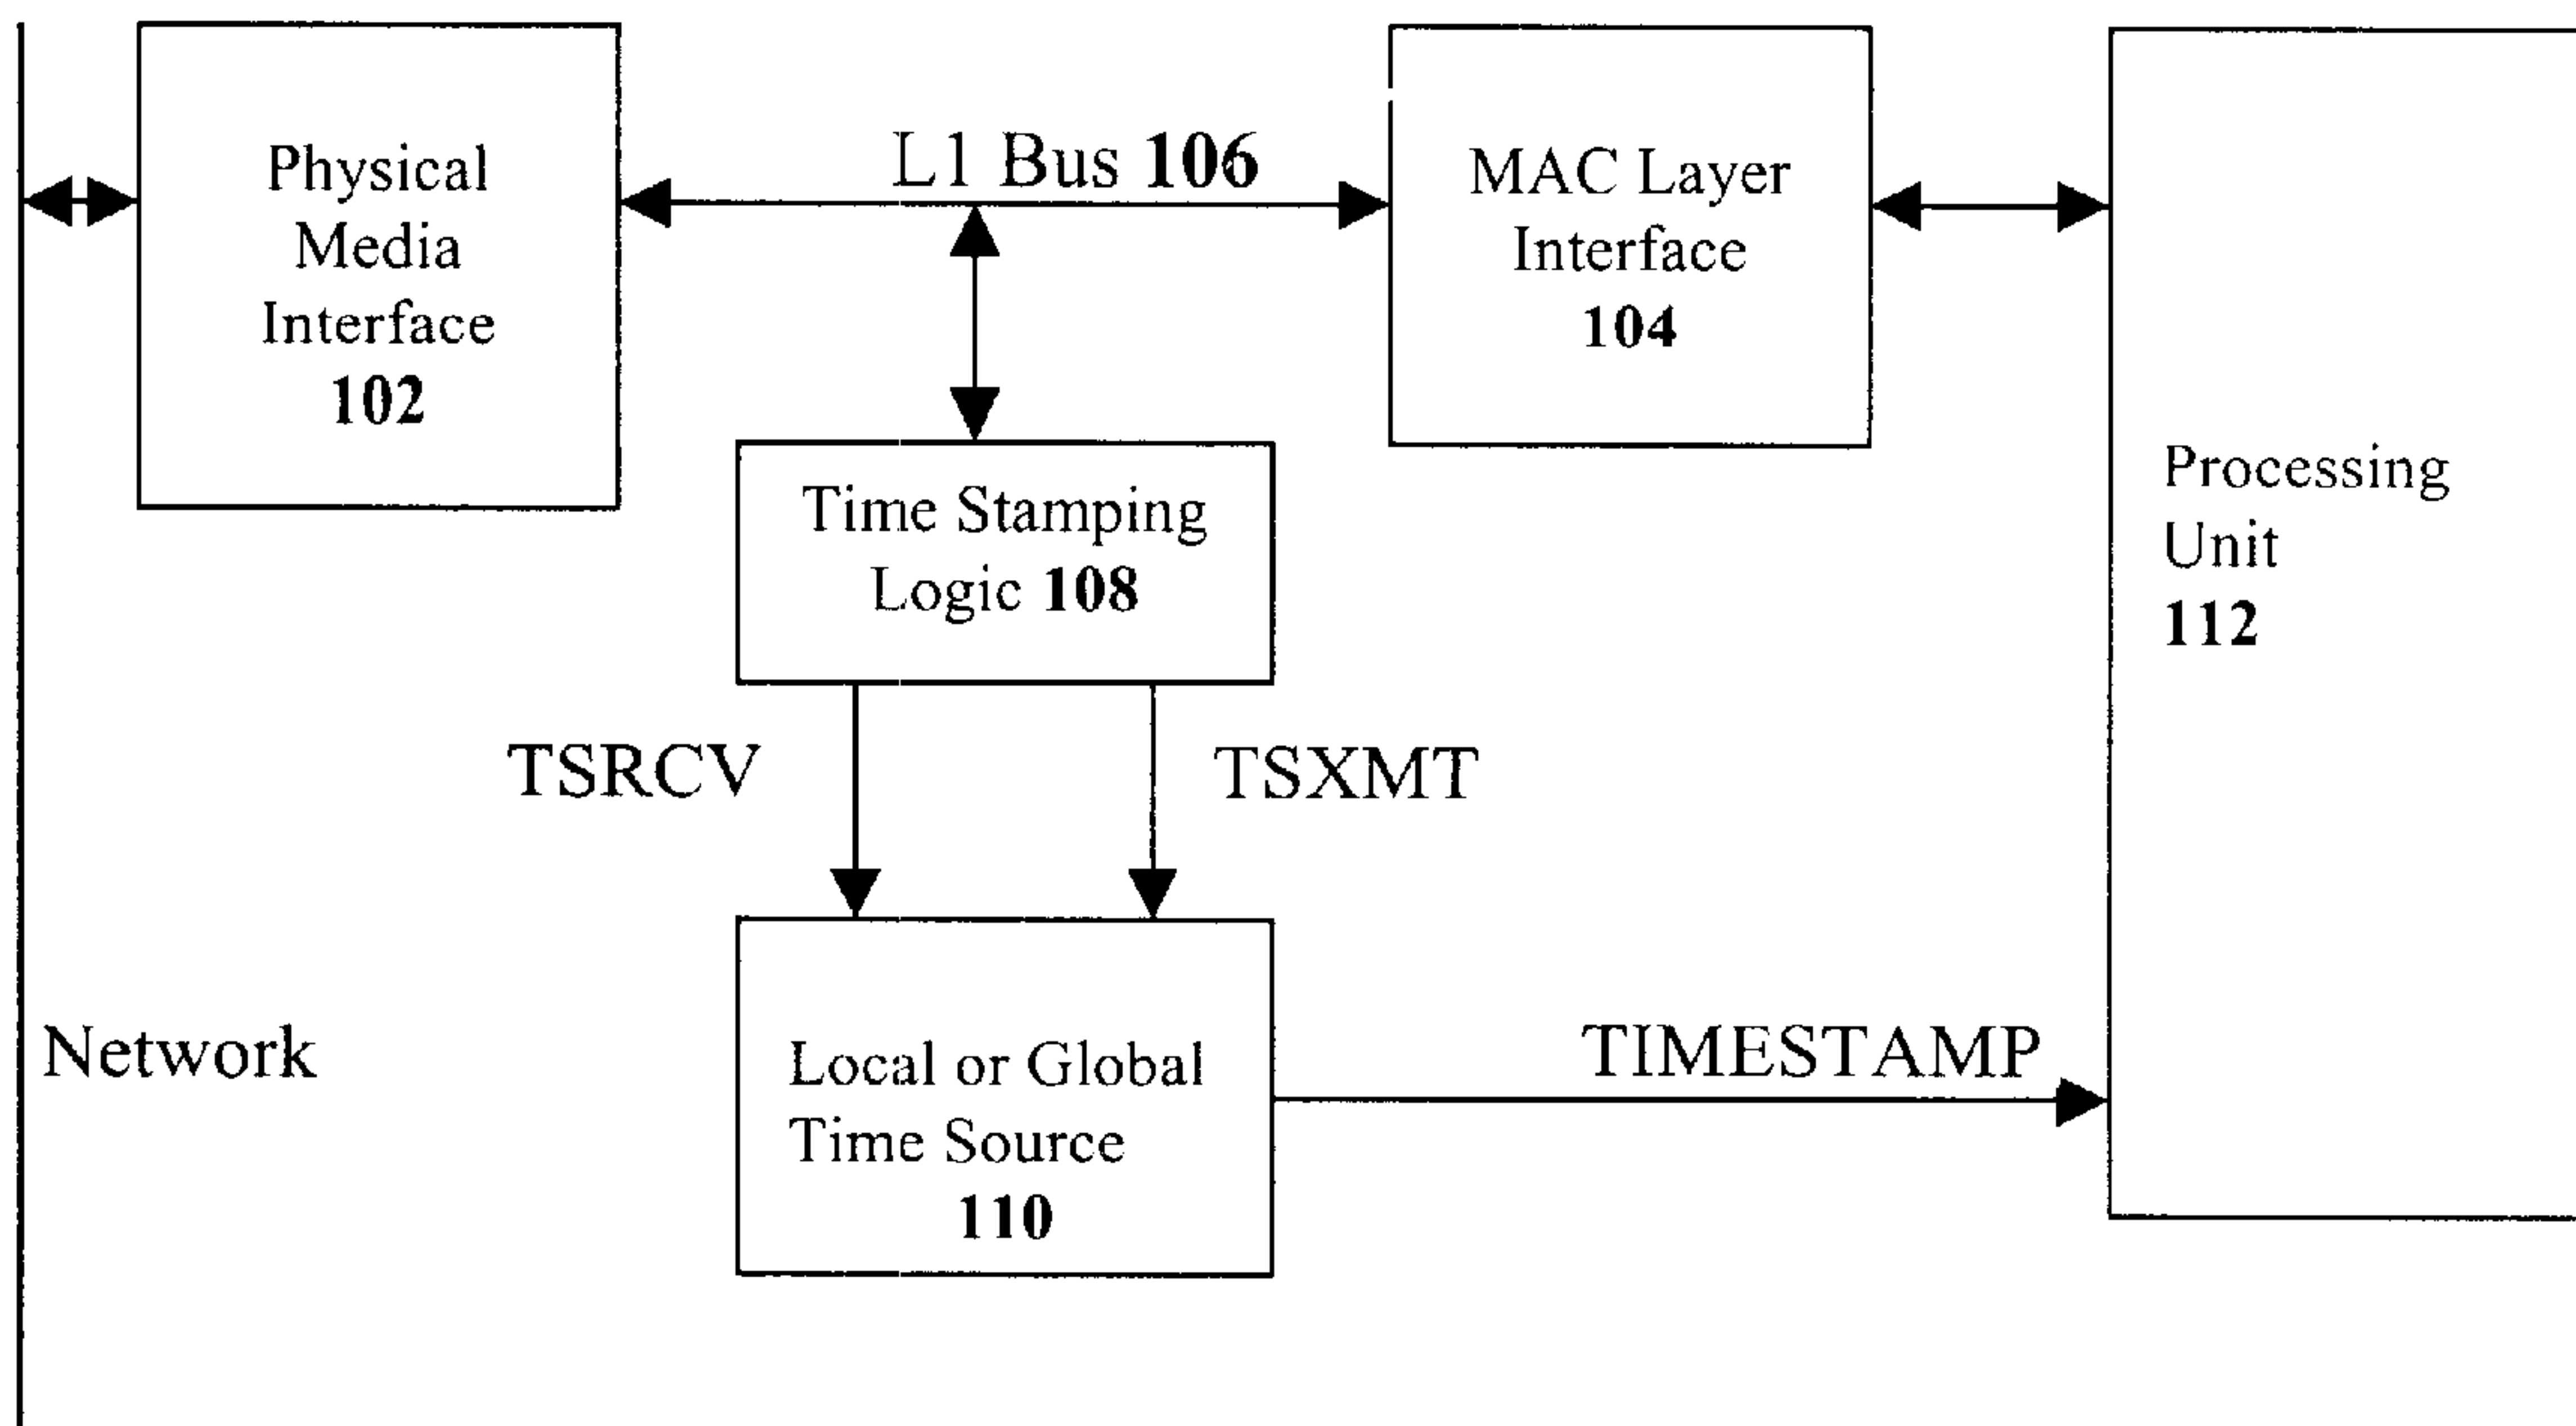 Physical
Media
Interface
102
L1 Bus 106
MAC Layer
Interface
104
Processing
Unit
112
Time Stamping
Logic 108
TSRCV
TSXMT
Network
Local or Global
Time Source
110
TIMESTAMP